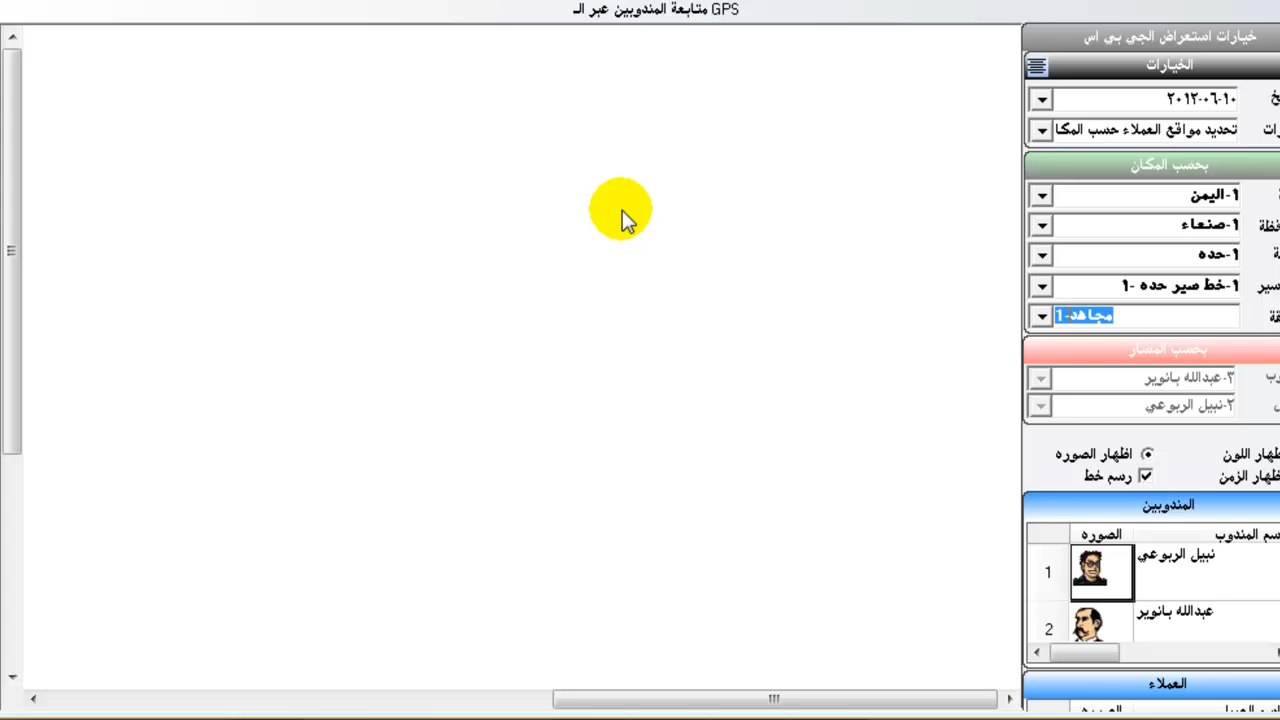 متابعة المندوبين عبر الـ GPS
خيارات استعراض الجي بي اس
الخيارات
٢٠١٢-٠٦-١٠
تحديد مواقع العملاء حسب المكا
بحسب المكان
١-اليمن
١-صنعاء
١-حده
١-خط صير حده -١
مجاهد-1
بحسب المسار
٣-عبدالله بانوير
٢-نبيل الربوعي
اظهار الصوره
رسم خط
المندوبين
الصوره
نبيل الربوعي
1
عبدالله بانوير
2
العملاء